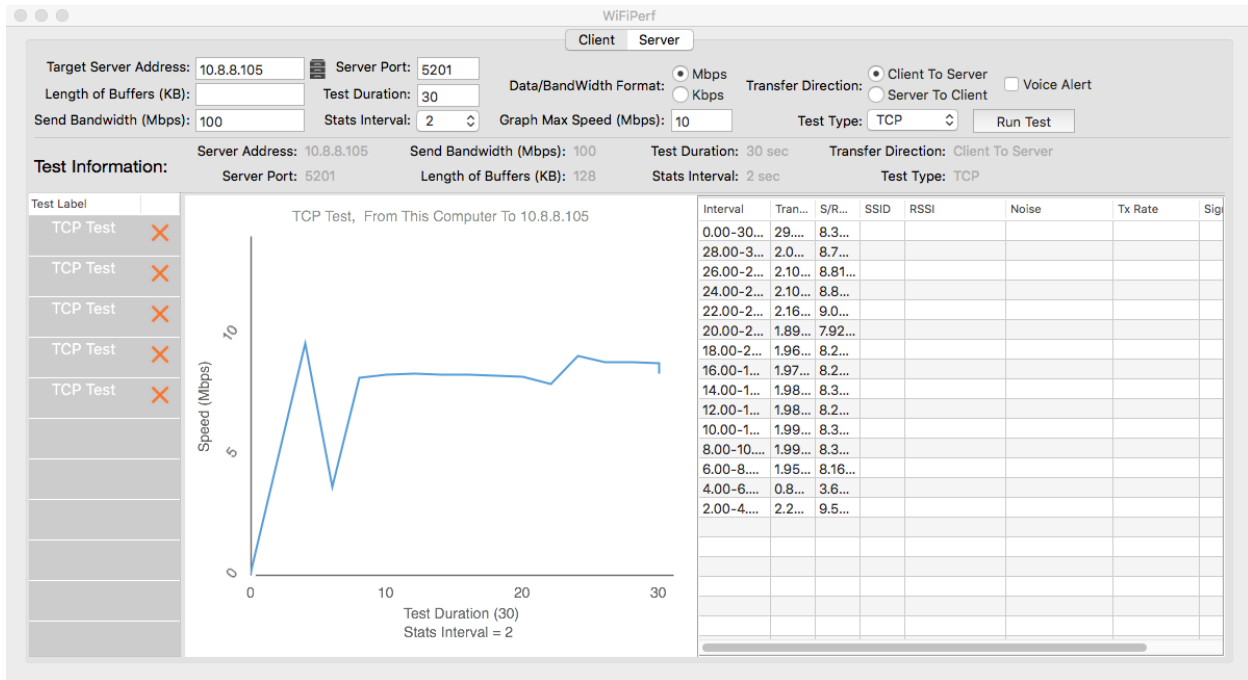 WiFiPerf
Client Server
Target Server Address: 10.8.8.105 Server Port: 5201 Data/BandWidth Format: Mbps Kbps Transfer Direction: Client To Server Server To Client Voice Alert
Length of Buffers (KB): Test Duration: 30
Send Bandwidth (Mbps): 100 Stats Interval: 2 Graph Max Speed (Mbps): 10 Test Type: TCP Run Test
Test Information:
Server Address: 10.8.8.105 Send Bandwidth (Mbps): 100 Test Duration: 30 sec Transfer Direction: Client To Server
Server Port: 5201 Length of Buffers (KB): 128 Stats Interval: 2 sec Test Type: TCP
Test Label
TCP Test
TCP Test
TCP Test
TCP Test
TCP Test
TCP Test, From This Computer To 10.8.8.105
Speed (Mbps)
10
5
0
0 10 20 30
Test Duration (30)
Stats Interval = 2
Interval Tran... S/R... SSID RSSI Noise Tx Rate Sig
0.00-30... 29.... 8.3...
28.00-3... 2.0... 8.7...
26.00-2... 2.10... 8.81...
24.00-2... 2.10... 8.8...
22.00-2... 2.16... 9.0...
20.00-2... 1.89... 7.92...
18.00-2... 1.96... 8.2...
16.00-1... 1.97... 8.2...
14.00-1... 1.98... 8.3...
12.00-1... 1.98... 8.2...
10.00-1... 1.99... 8.3...
8.00-10.... 1.99... 8.3...
6.00-8.... 1.95... 8.16...
4.00-6.... 0.8... 3.6...
2.00-4.... 2.2... 9.5...